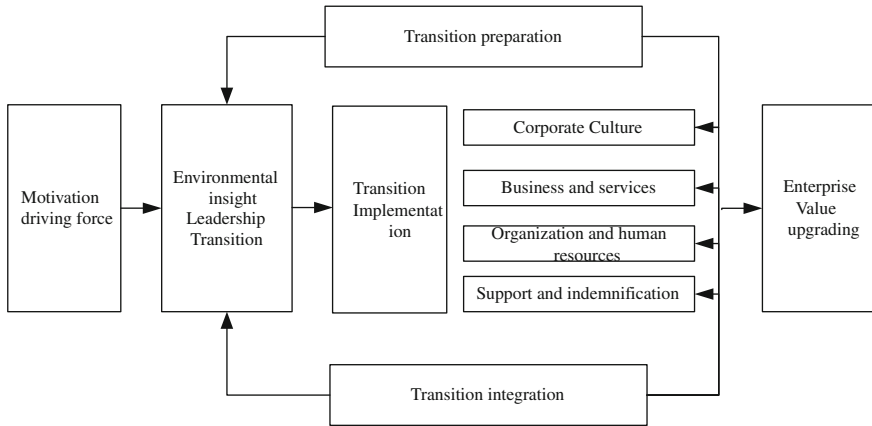 Transition preparation
Motivation
driving force
Environmental
insight
Leadership
Transition
Transition
Implementat
ion
Corporate Culture
Business and services
Organization and human
resources
Support and indemnification
Enterprise
Value
upgrading
Transition integration